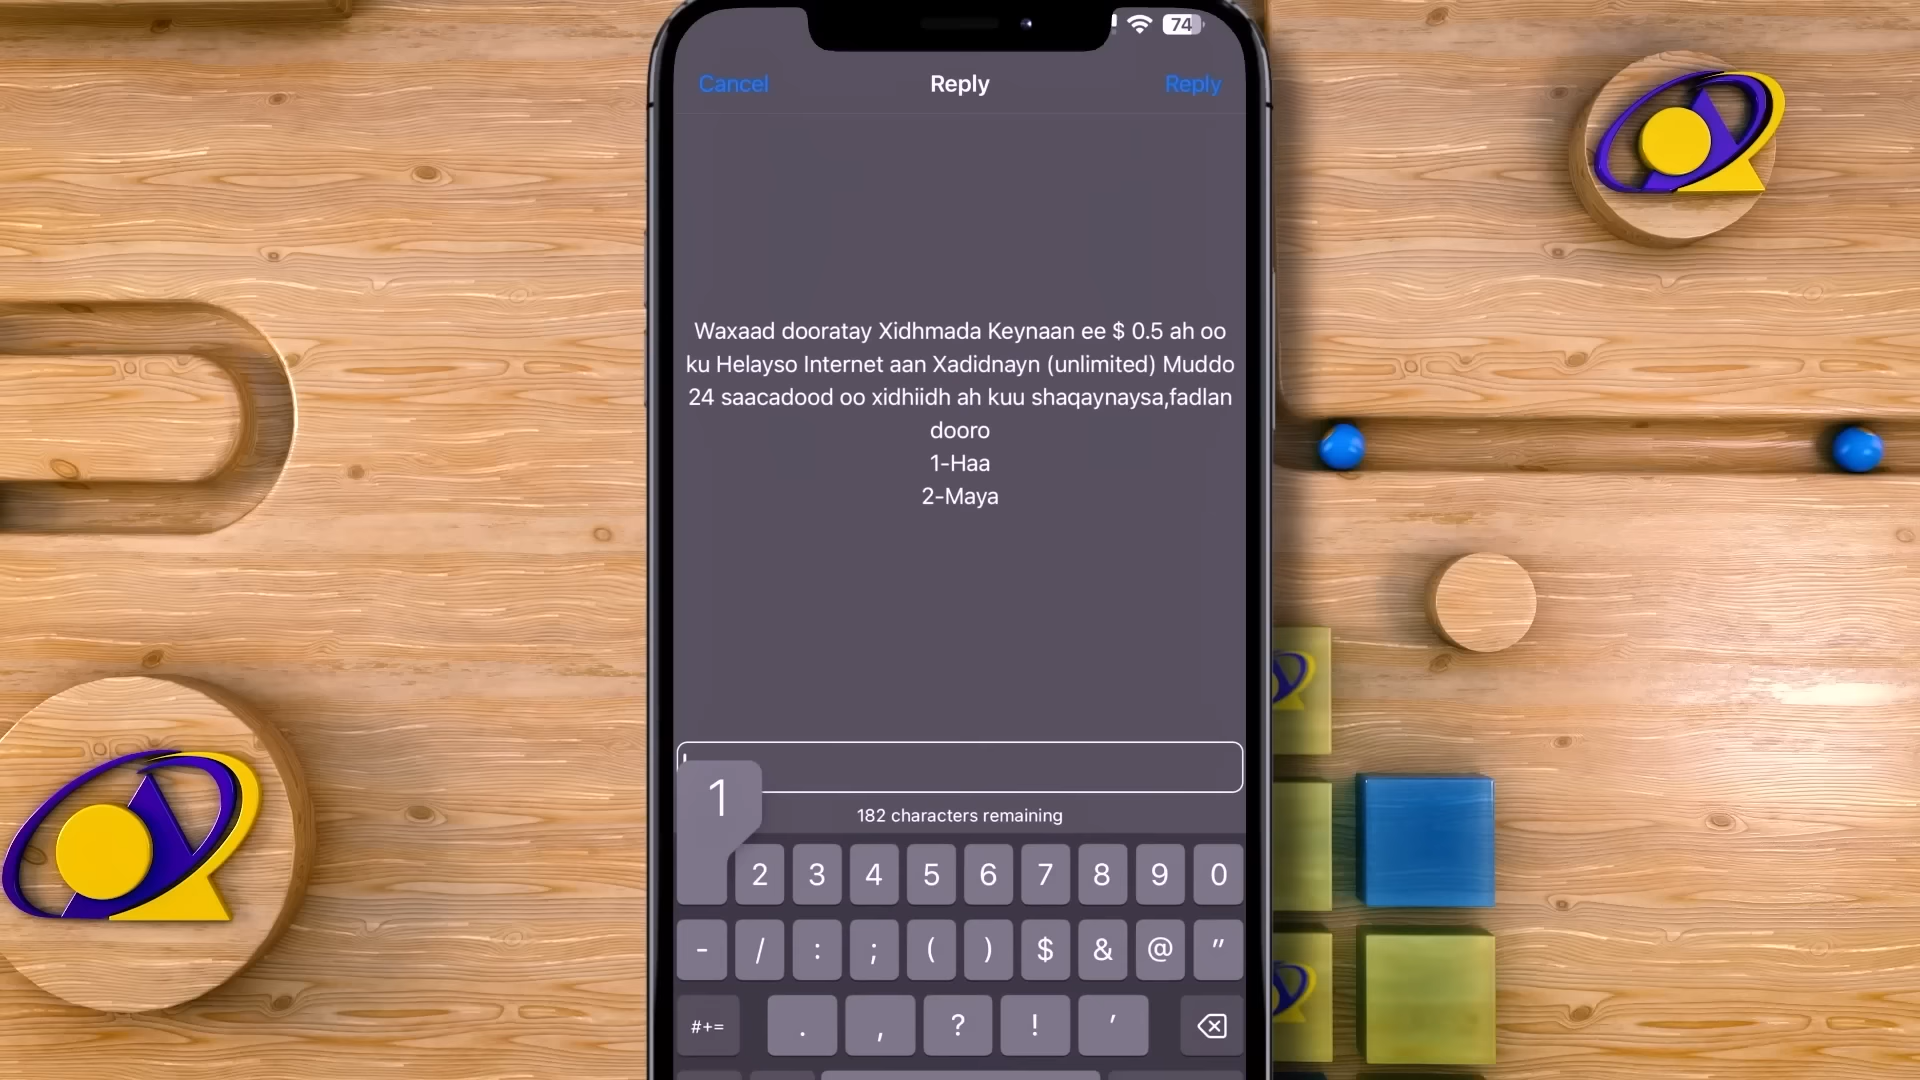 74
Cancel
Reply
Reply
Waxaad dooratay Xidhmada Keynaan ee $ 0.5 ah oo
ku Helayso Internet aan Xadidnayn (unlimited) Muddo
24 saacadood oo xidhiidh ah kuu shaqaynaysa,fadlan
dooro
1-Haa
2-Maya
1
182 characters remaining
2 3 4 5 6 7 8 9 0
- / : ; ( ) $ & @ "
#+= . , ? ! '